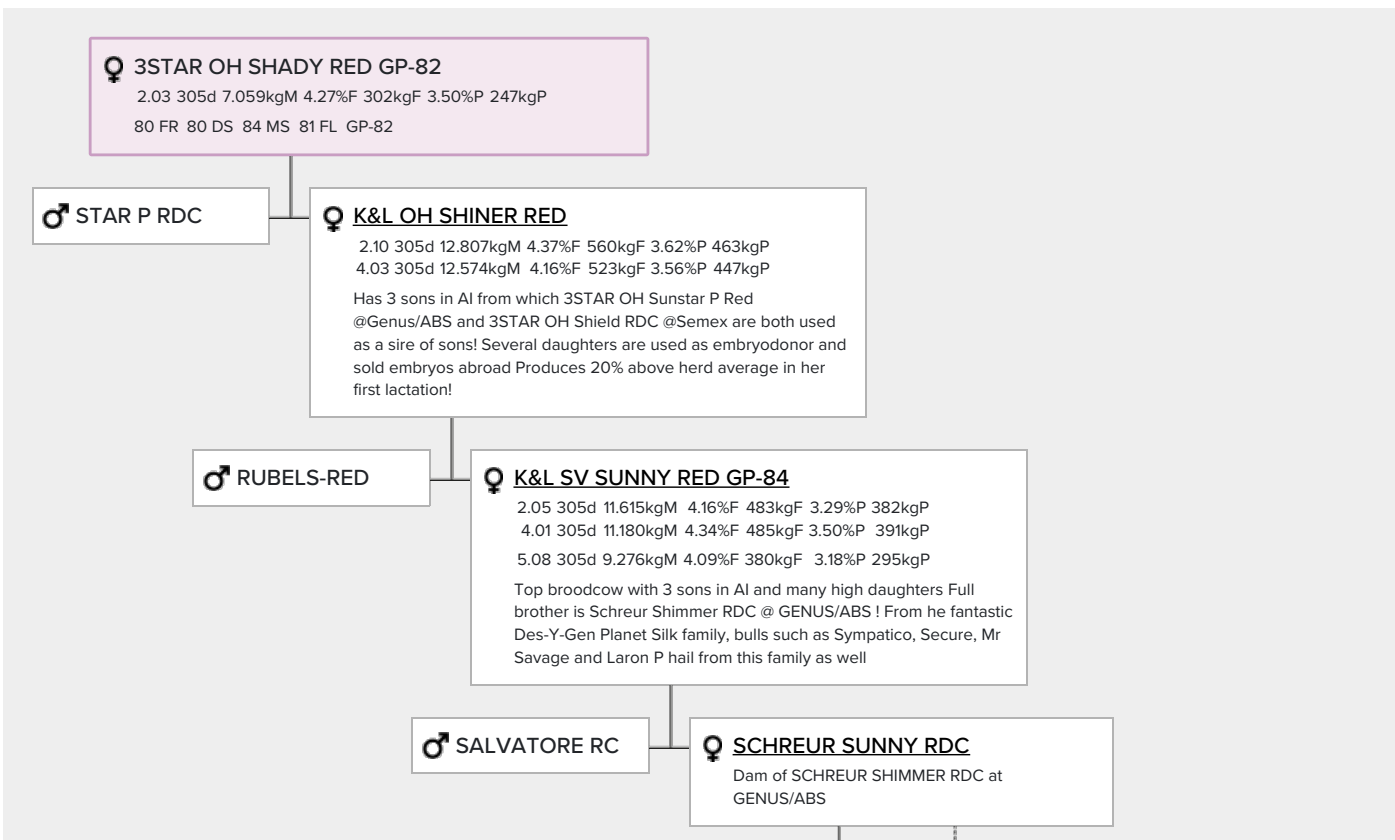 3STAR OH SHADY RED GP-82
2.03 305d 7.059kgM 4.27%F 302kgF 3.50%P 247kgP
80 FR 80 DS 84 MS 81 FL GP-82
STAR P RDC
K&L OH SHINER RED
2.10 305d 12.807kgM 4.37%F 560kgF 3.62%P 463kgP
4.03 305d 12.574kgM 4.16%F 523kgF 3.56%P 447kgP
Has 3 sons in AI from which 3STAR OH Sunstar P Red
@Genus/ABS and 3STAR OH Shield RDC @Semex are both used
as a sire of sons! Several daughters are used as embryodonor and
sold embryos abroad Produces 20% above herd average in her
first lactation!
RUBELS-RED
K&L SV SUNNY RED GP-84
2.05 305d 11.615kgM 4.16%F 483kgF 3.29%P 382kgP
4.01 305d 11.180kgM 4.34%F 485kgF 3.50%P 391kgP
5.08 305d 9.276kgM 4.09%F 380kgF 3.18%P 295kgP
Top broodcow with 3 sons in AI and many high daughters Full
brother is Schreur Shimmer RDC @ GENUS/ABS ! From he fantastic
Des-Y-Gen Planet Silk family, bulls such as Sympatico, Secure, Mr
Savage and Laron P hail from this family as well
SALVATORE RC
SCHREUR SUNNY RDC
Dam of SCHREUR SHIMMER RDC at
GENUS/ABS